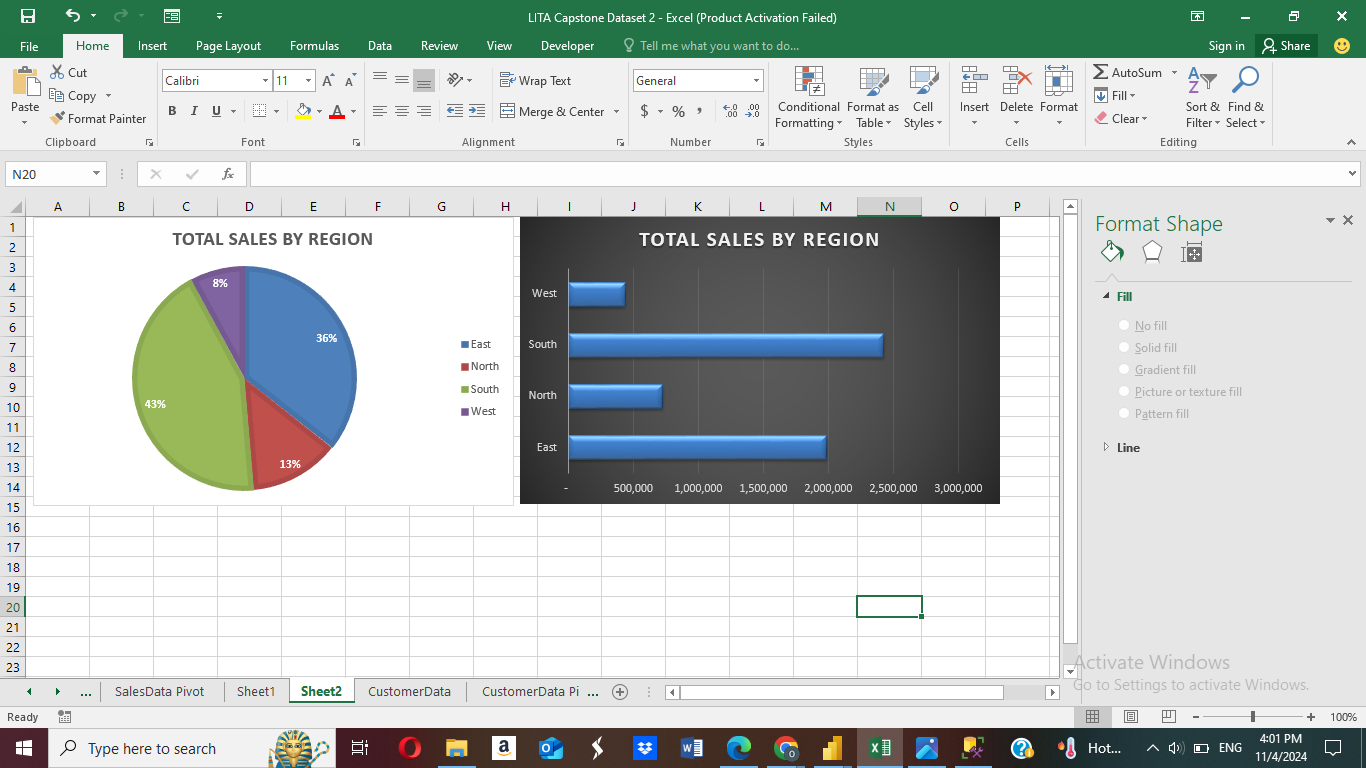 LITA Capstone Dataset 2 - Excel (Product Activation Failed)
File Home Insert Page Layout Formulas Data Review View Developer Tell me what you want to do... Sign in Share
Paste
Cut
Copy
Format Painter
Clipboard
Calibri 11
B I U
Font
Wrap Text
Merge & Center
Alignment
General
$ %
Number
Conditional Formatting
Format as Table
Cell Styles
Styles
Insert Delete Format
Cells
AutoSum
Fill
Clear
Sort & Filter
Find & Select
Editing
N20 fx
A B C D E F G H I J K L M N O P
1
2
3
4
5
6
7
8
9
10
11
12
13
14
15
16
17
18
19
20
21
22
23
TOTAL SALES BY REGION
8%
36%
43%
13%
East
North
South
West
TOTAL SALES BY REGION
West
South
North
East
- 500,000 1,000,000 1,500,000 2,000,000 2,500,000 3,000,000
Format Shape
Fill
No fill
Solid fill
Gradient fill
Picture or texture fill
Pattern fill
Line
Activate Windows
Go to Settings to activate Windows.
... SalesData Pivot Sheet1 Sheet2 CustomerData CustomerData Pi ...
Ready 100%
Type here to search Hot... ENG 4:01 PM
11/4/2024